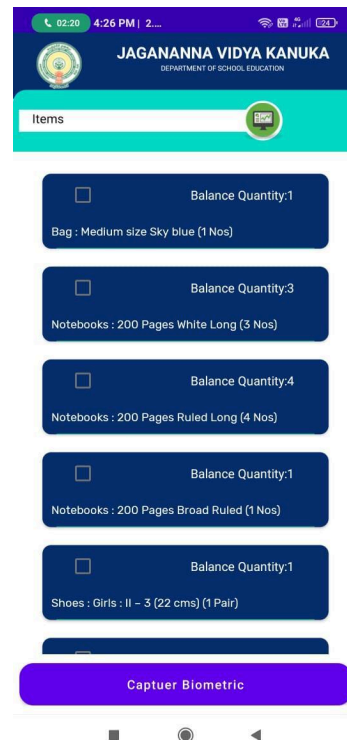 02:20 4:26 PM | 2.... 24
JAGANANNA VIDYA KANUKA
DEPARTMENT OF SCHOOL EDUCATION
Items
Balance Quantity:1
Bag : Medium size Sky blue (1 Nos)
Balance Quantity:3
Notebooks : 200 Pages White Long (3 Nos)
Balance Quantity:4
Notebooks : 200 Pages Ruled Long (4 Nos)
Balance Quantity:1
Notebooks : 200 Pages Broad Ruled (1 Nos)
Balance Quantity:1
Shoes : Girls : II – 3 (22 cms) (1 Pair)
Captuer Biometric